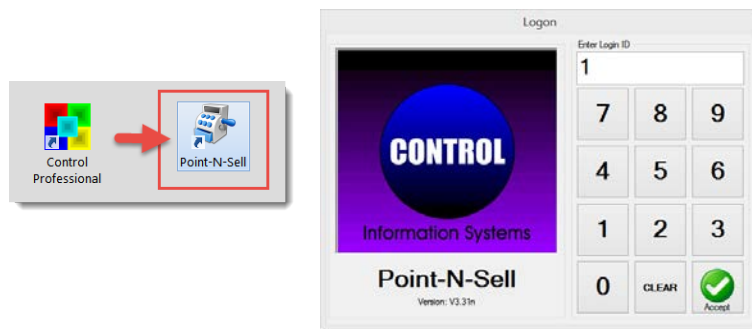 Control
Professional
Point-N-Sell
Logon
Enter Login ID
1
CONTROL
Information Systems
Point-N-Sell
Version: V3.31n
7 8 9
4 5 6
1 2 3
0 CLEAR
Accept